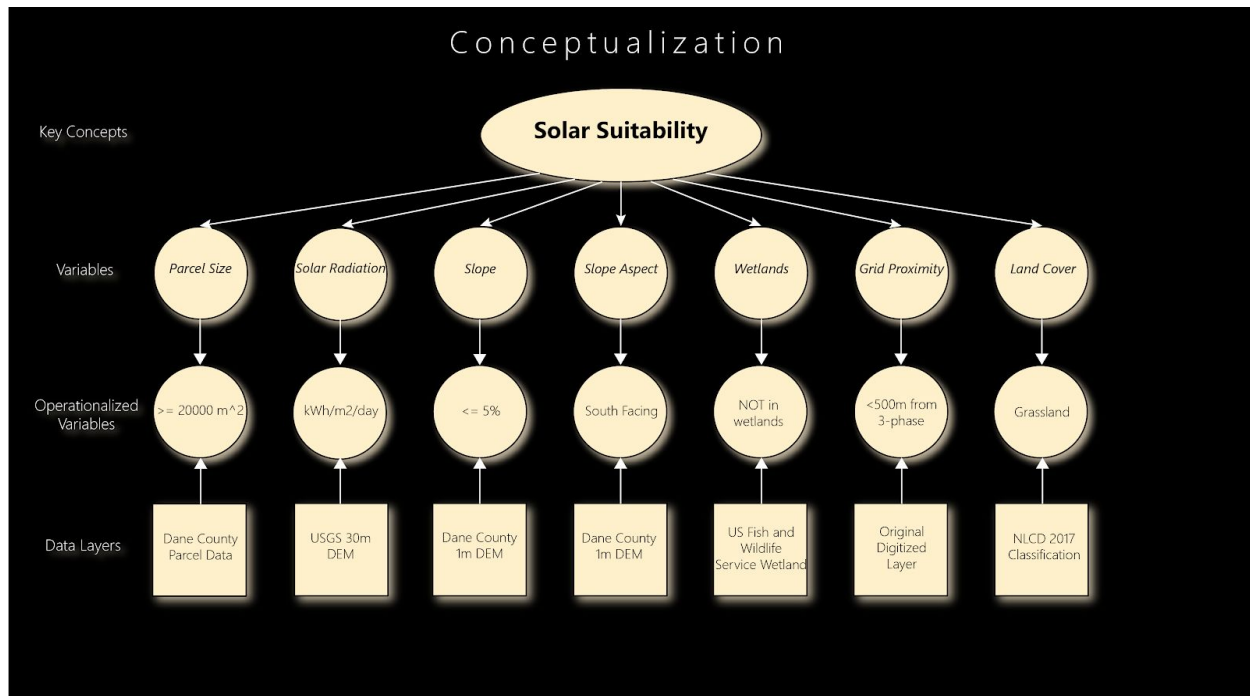 Conceptualization
Key Concepts
Solar Suitability
Variables
Parcel Size
Solar Radiation
Slope
Slope Aspect
Wetlands
Grid Proximity
Land Cover
Operationalized
Variables
>= 20000 m^2
kWh/m2/day
<= 5%
South Facing
NOT in
wetlands
<500m from
3-phase
Grassland
Data Layers
Dane County
Parcel Data
USGS 30m
DEM
Dane County
1m DEM
Dane County
1m DEM
US Fish and
Wildlife
Service Wetland
Original
Digitized
Layer
NLCD 2017
Classification